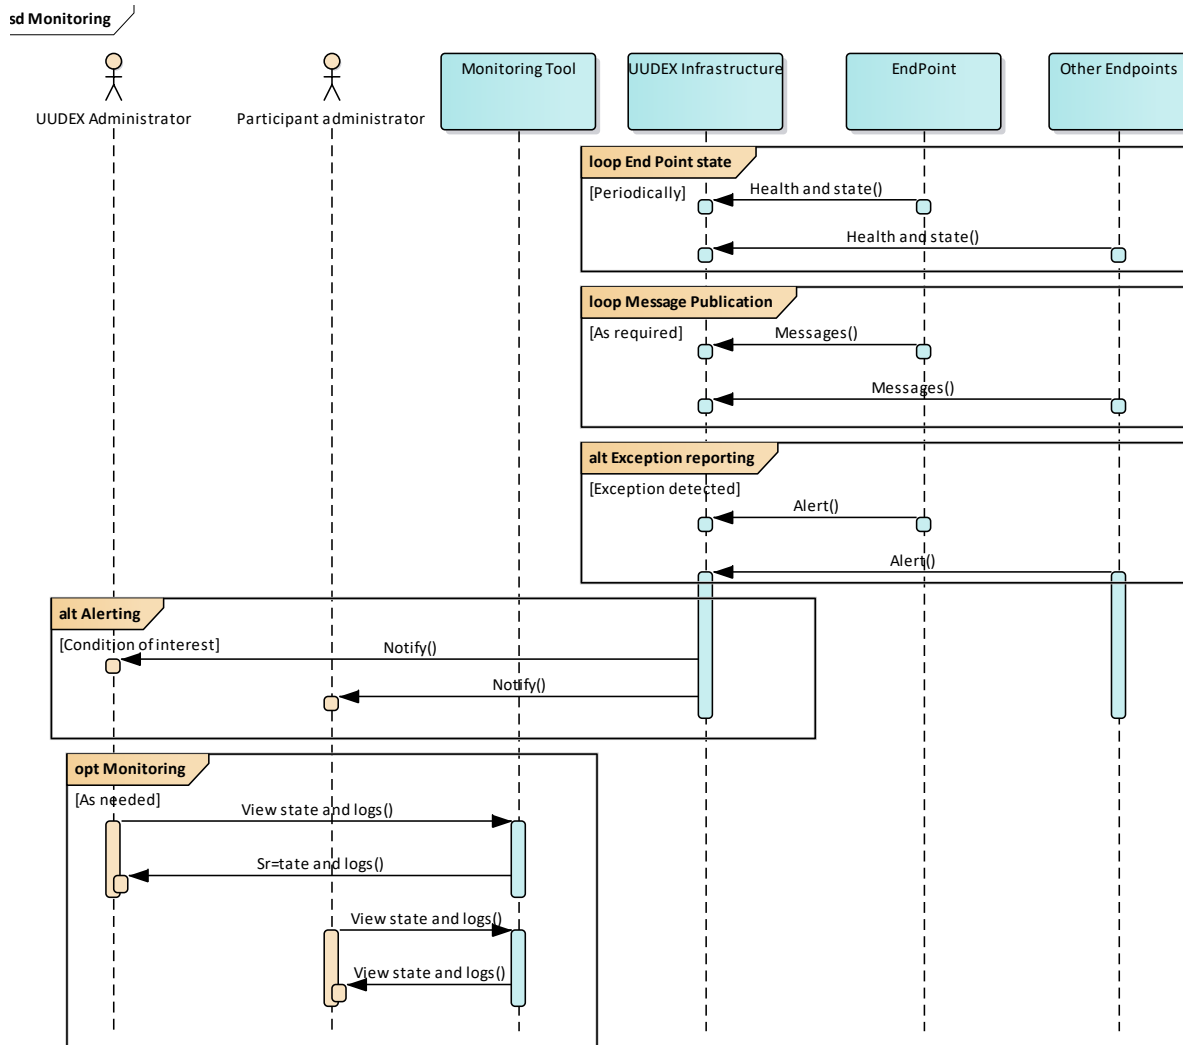 sd Monitoring
UUDEX Administrator
Participant administrator
Monitoring Tool
UUDEX Infrastructure
EndPoint
Other Endpoints
loop End Point state
[Periodically]
Health and state()
Health and state()
loop Message Publication
[As required]
Messages()
Messages()
alt Exception reporting
[Exception detected]
Alert()
Alert()
alt Alerting
[Condition of interest]
Notify()
Notify()
opt Monitoring
[As needed]
View state and logs()
Sr=tate and logs()
View state and logs()
View state and logs()